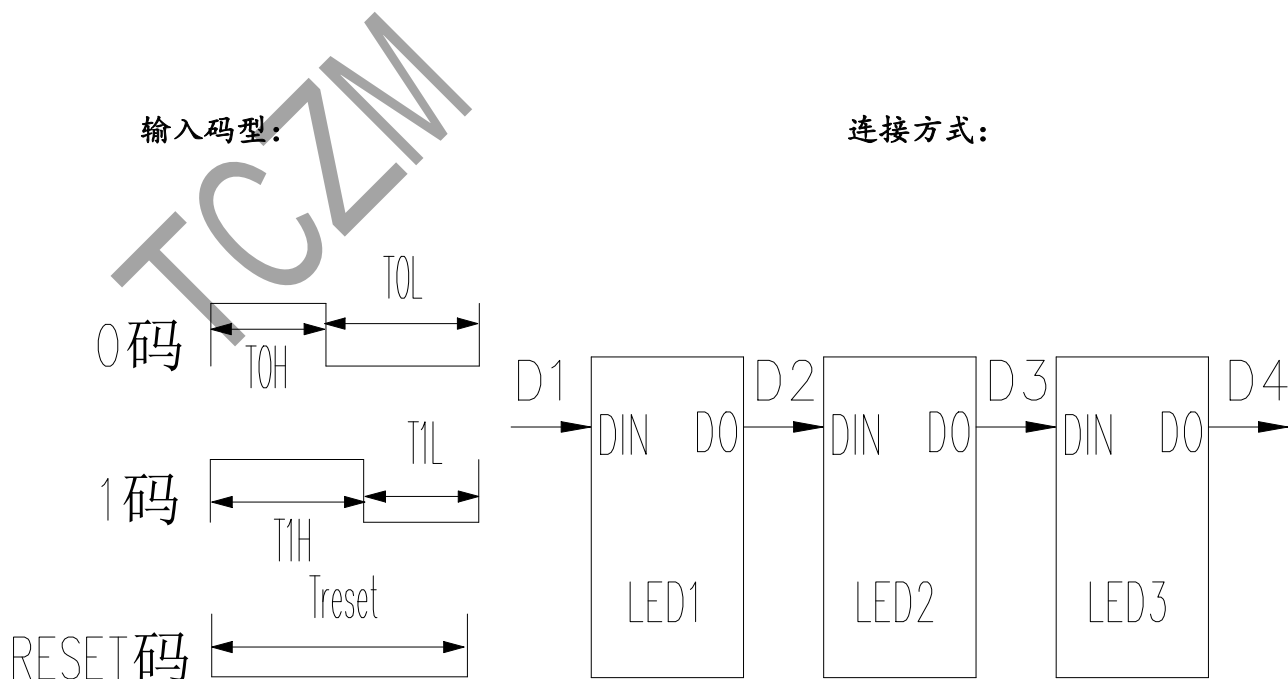 TCZM
输入码型:
连接方式:
0码
T0H
T0L
1码
T1H
T1L
RESET码
Treset
D1
DIN DO
LED1
D2
DIN DO
LED2
D3
DIN DO
LED3
D4